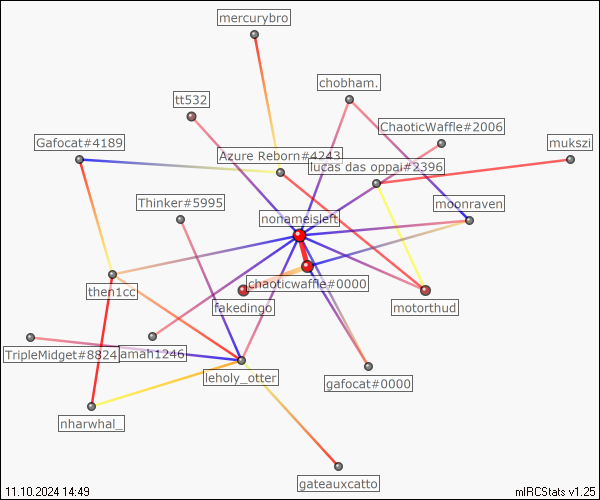 mercurybro
chobham.
tt532
ChaoticWaffle#2006
Gafocat#4189
mukszi
Azure Reborn#4243
lucas das oppai#2396
Thinker#5995
moonraven
nonameisleft
chaoticwaffle#0000
then1cc
fakedingo
motorthud
TripleMidget#8824
amah1246
leholy_otter
gafocat#0000
nharwhal_
gateauxcatto
11.10.2024 14:49
mIRCStats v1.25